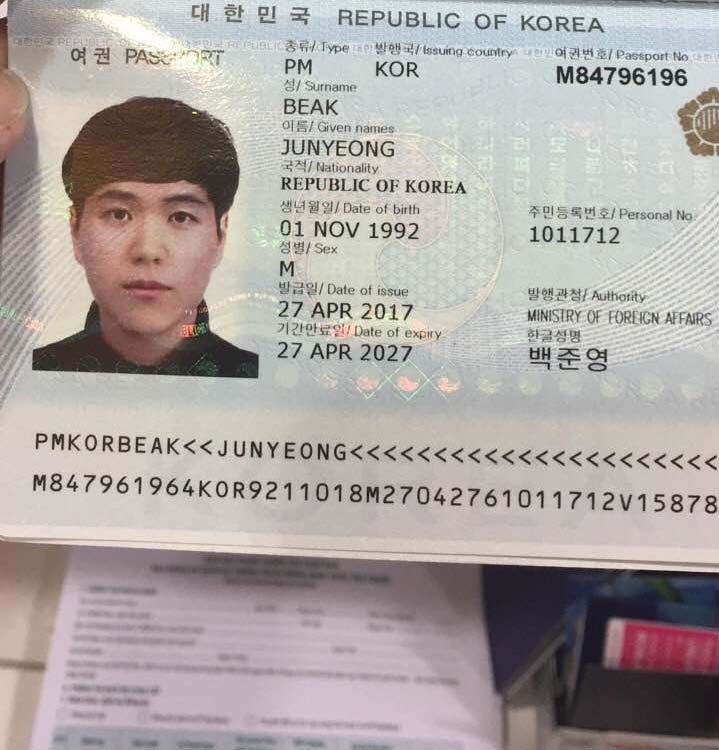 대한민국 REPUBLIC OF KOREA
여권 PASSPORT
종류/ Type 발행국/ Issuing country 여권번호/ Passport No
PM KOR M84796196
성/ Surname
BEAK
이름/ Given names
JUNYEONG
국적/ Nationality
REPUBLIC OF KOREA
생년월일/ Date of birth 주민등록번호/ Personal No
01 NOV 1992 1011712
성별/ Sex
M
발급일/ Date of issue 발행관청/ Authority
27 APR 2017 MINISTRY OF FOREIGN AFFAIRS
기간만료일/ Date of expiry 한글성명
27 APR 2027 백준영
PMKORBEAK<<JUNYEONG<<<<<<<<<<<<<<<<<<<<<
M847961964KOR9211018M27042761011712V15878